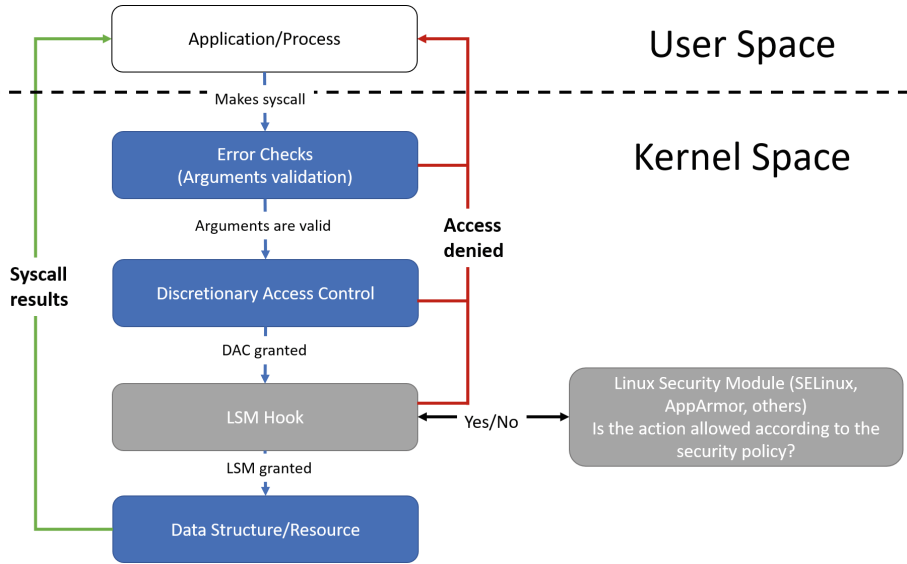 Application/Process
User Space
Makes syscall
Error Checks
(Arguments validation)
Kernel Space
Arguments are valid
Access
denied
Syscall
results
Discretionary Access Control
DAC granted
LSM Hook
Yes/No
Linux Security Module (SELinux,
AppArmor, others)
Is the action allowed according to the
security policy?
LSM granted
Data Structure/Resource